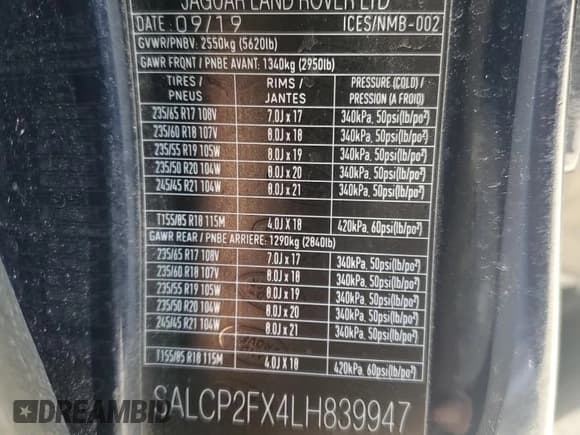 JAGUAR LAND ROVER LTD
DATE: 09/19 ICES/NMB-002
GVWR/PNBV: 2550kg (5620lb)
GAWR FRONT / PNBE AVANT: 1340kg (2950lb)
TIRES / PNEUS RIMS / JANTES PRESSURE (COLD) / PRESSION (A FROID)
235/65 R17 108V 7.0J x 17 340kPa, 50psi(lb/po²)
235/60 R18 107V 8.0J x 18 340kPa, 50psi(lb/po²)
235/55 R19 105W 8.0J x 19 340kPa, 50psi(lb/po²)
235/50 R20 104W 8.0J x 20 340kPa, 50psi(lb/po²)
245/45 R21 104W 8.0J x 21 340kPa, 50psi(lb/po²)
T155/85 R18 115M 4.0J X 18 420kPa, 60psi(lb/po²)
GAWR REAR / PNBE ARRIERE: 1290kg (2840lb)
235/65 R17 108V 7.0J x 17 340kPa, 50psi(lb/po²)
235/60 R18 107V 8.0J x 18 340kPa, 50psi(lb/po²)
235/55 R19 105W 8.0J x 19 340kPa, 50psi(lb/po²)
235/50 R20 104W 8.0J x 20 340kPa, 50psi(lb/po²)
245/45 R21 104W 8.0J x 21 340kPa, 50psi(lb/po²)
T155/85 R18 115M 4.0J X 18 420kPa, 60psi(lb/po²)
SALCP2FX4LH839947
AUTOHELPERBOT.COM